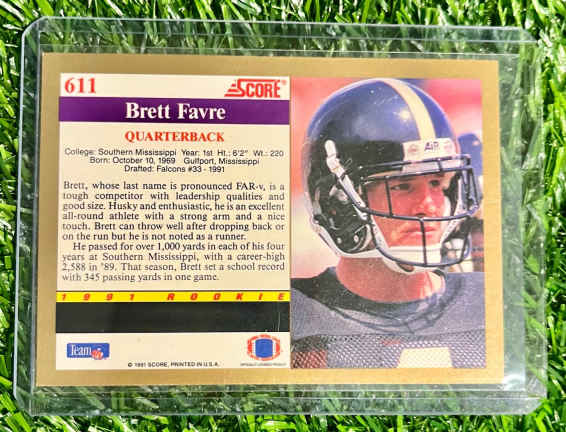 611
SCORE®
Brett Favre
QUARTERBACK
College: Southern Mississippi Year: 1st Ht.: 6'2" Wt.: 220
Born: October 10, 1969 Gulfport, Mississippi
Drafted: Falcons #33 - 1991
Brett, whose last name is pronounced FAR-v, is a
tough competitor with leadership qualities and
good size. Husky and enthusiastic, he is an excellent
all-round athlete with a strong arm and a nice
touch. Brett can throw well after dropping back or
on the run but he is not noted as a runner.
He passed for over 1,000 yards in each of his four
years at Southern Mississippi, with a career-high
2,588 in '89. That season, Brett set a school record
with 345 passing yards in one game.
1991 ROOKIE
Team
© 1991 SCORE, PRINTED IN U.S.A.
OFFICIALLY LICENSED PRODUCT
AiR